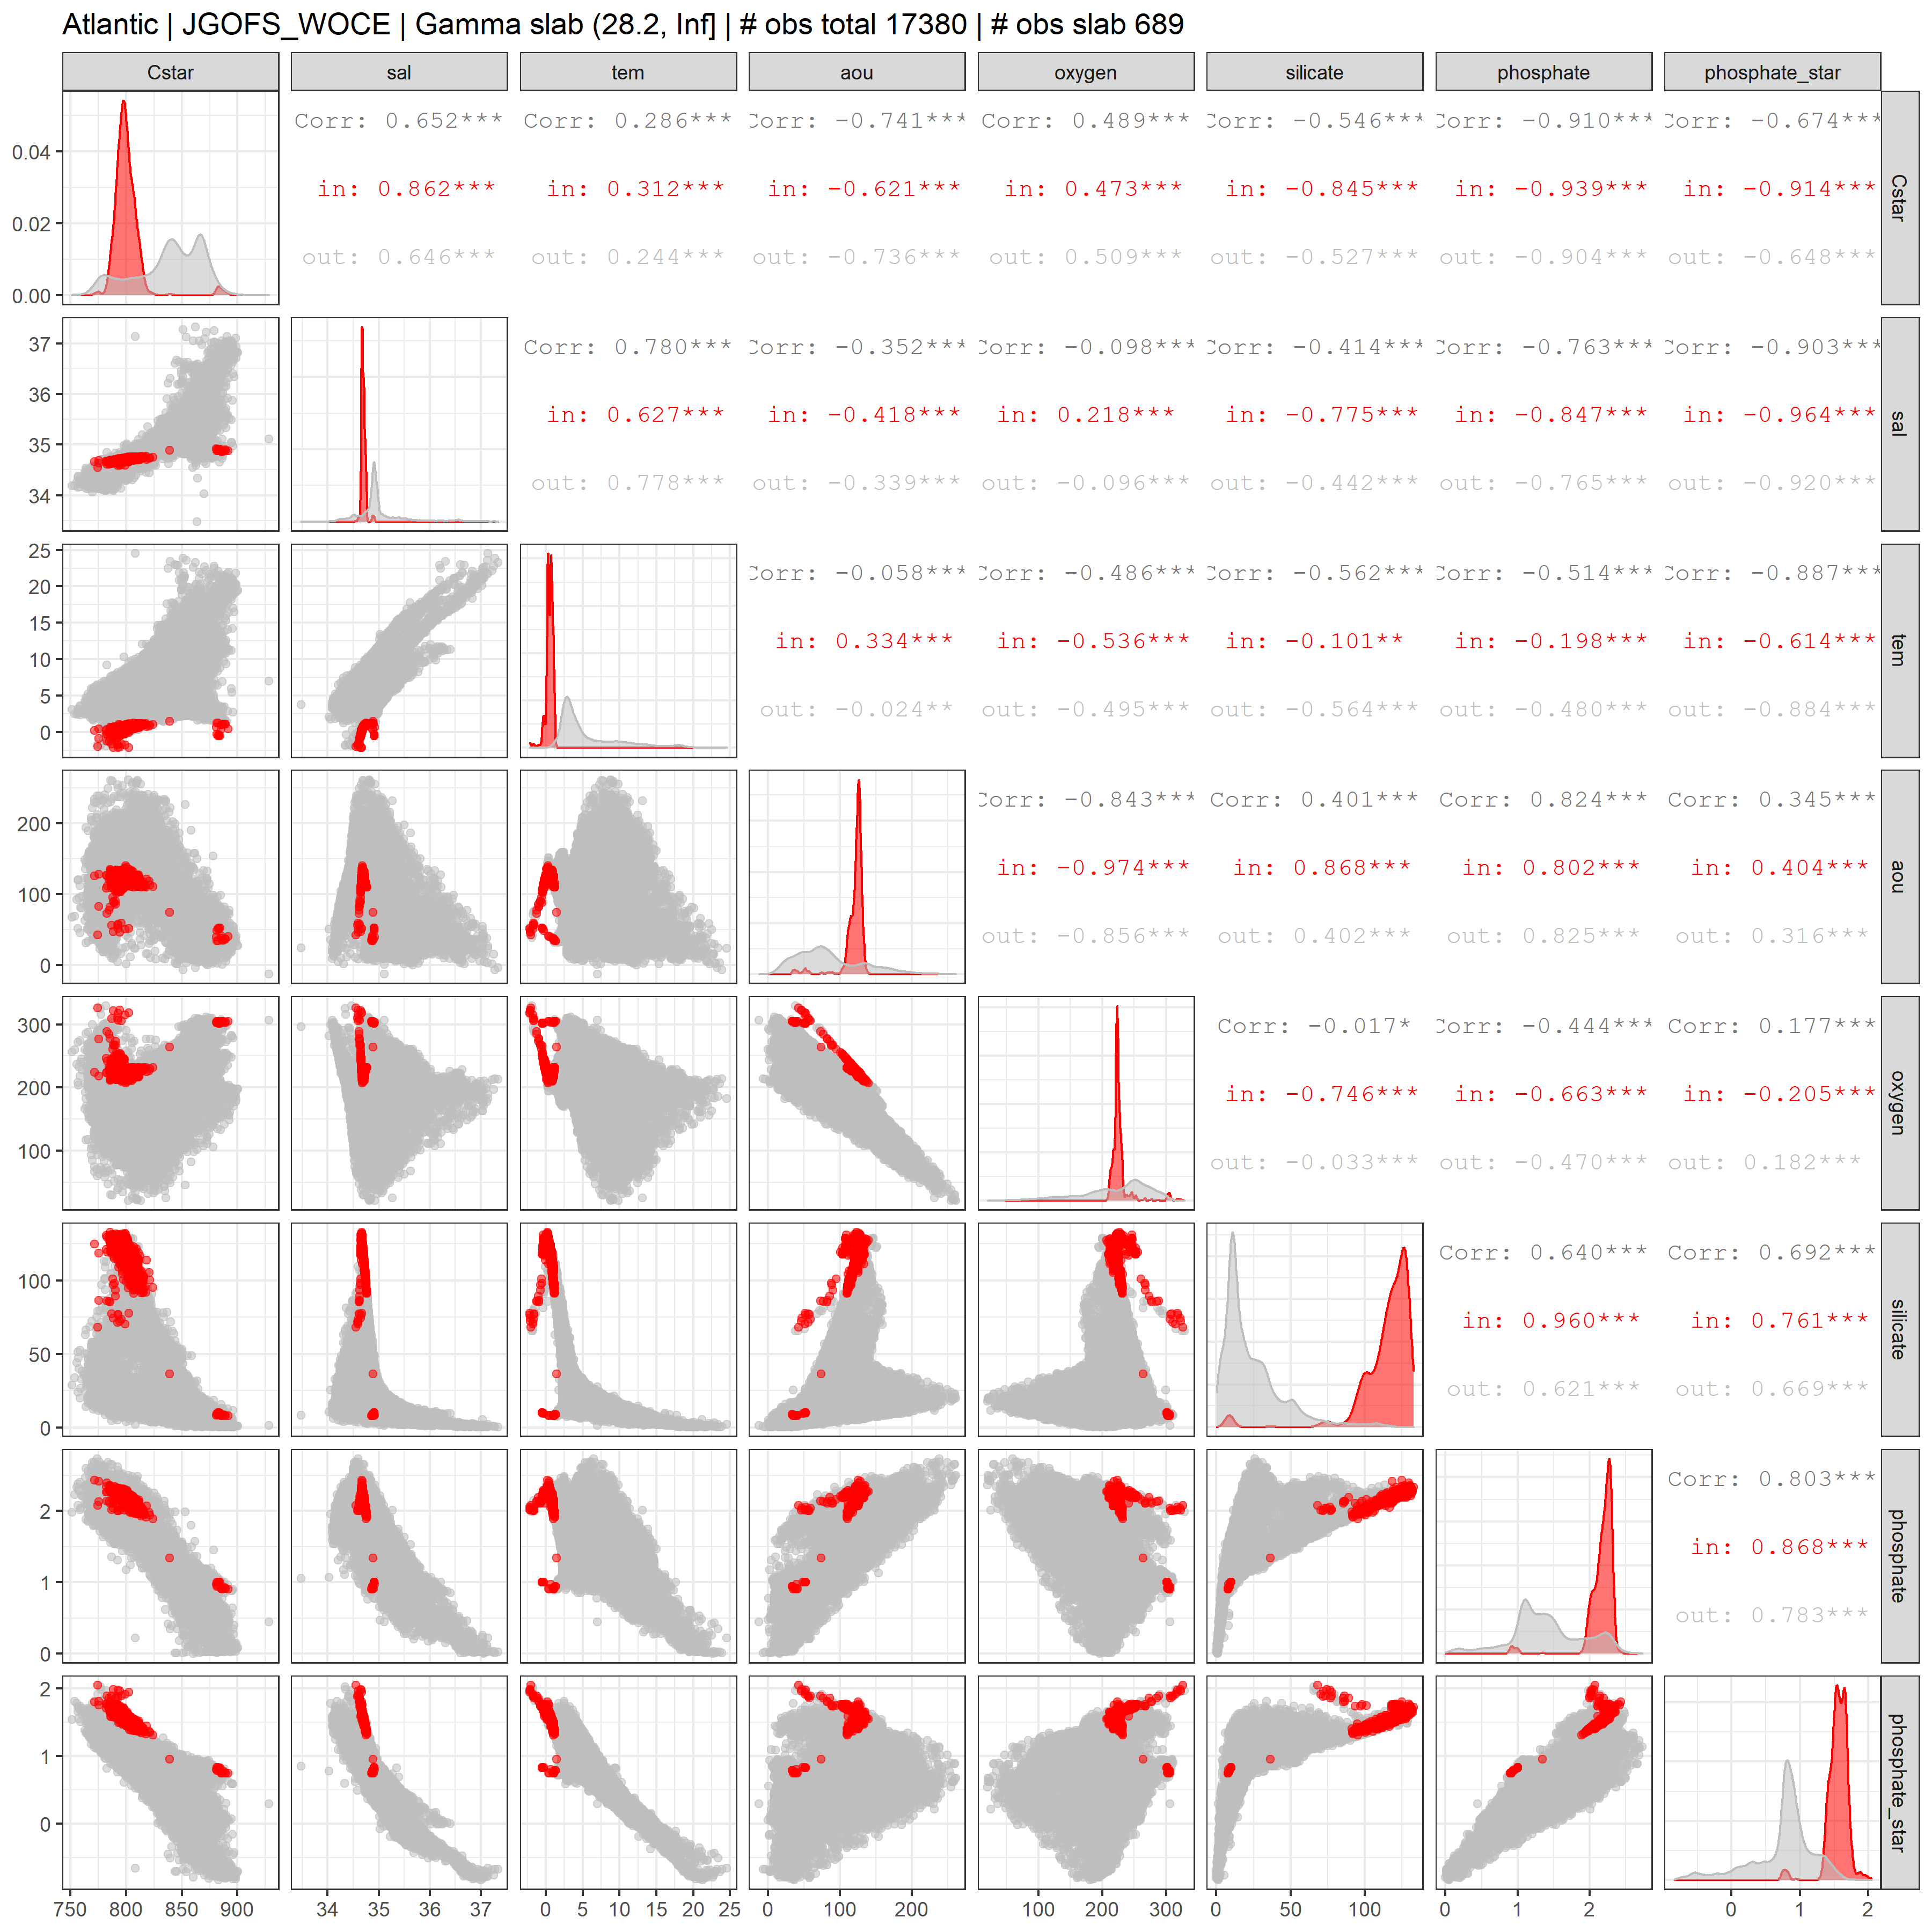 Atlantic | JGOFS_WOCE | Gamma slab (28.2, Inf] | # obs total 17380 | # obs slab 689
Cstar sal tem aou oxygen silicate phosphate phosphate_star
Corr: 0.652*** Corr: 0.286*** Corr: -0.741*** Corr: 0.489*** Corr: -0.546*** Corr: -0.910*** Corr: -0.674***
0.04
in: 0.862*** in: 0.312*** in: -0.621*** in: 0.473*** in: -0.845*** in: -0.939*** in: -0.914***
Cstar
0.02
out: 0.646*** out: 0.244*** out: -0.736*** out: 0.509*** out: -0.527*** out: -0.904*** out: -0.648***
0.00
37 Corr: 0.780*** Corr: -0.352*** Corr: -0.098*** Corr: -0.414*** Corr: -0.763*** Corr: -0.903***
36
in: 0.627*** in: -0.418*** in: 0.218*** in: -0.775*** in: -0.847*** in: -0.964***
sal
35
out: 0.778*** out: -0.339*** out: -0.096*** out: -0.442*** out: -0.765*** out: -0.920***
34
25
Corr: -0.058*** Corr: -0.486*** Corr: -0.562*** Corr: -0.514*** Corr: -0.887***
20
15
in: 0.334*** in: -0.536*** in: -0.101** in: -0.198*** in: -0.614***
tem
10
5
out: -0.024** out: -0.495*** out: -0.564*** out: -0.480*** out: -0.884***
0
Corr: -0.843*** Corr: 0.401*** Corr: 0.824*** Corr: 0.345***
200
in: -0.974*** in: 0.868*** in: 0.802*** in: 0.404***
aou
100
out: -0.856*** out: 0.402*** out: 0.825*** out: 0.316***
0
300 Corr: -0.017* Corr: -0.444*** Corr: 0.177***
200 in: -0.746*** in: -0.663*** in: -0.205***
oxygen
100 out: -0.033*** out: -0.470*** out: 0.182***
Corr: 0.640*** Corr: 0.692***
100
in: 0.960*** in: 0.761***
silicate
50
out: 0.621*** out: 0.669***
0
Corr: 0.803***
2
in: 0.868***
phosphate
1
out: 0.783***
0
2
1
phosphate_star
0
750 800 850 900 34 35 36 37 0 5 10 15 20 25 0 100 200 100 200 300 0 50 100 0 1 2 0 1 2